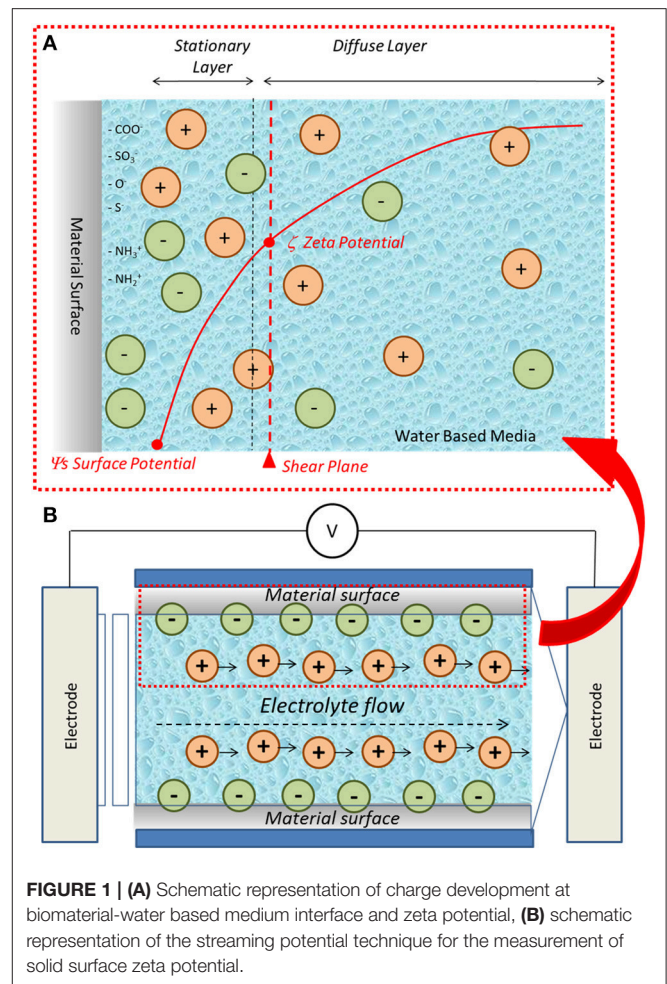 A
Stationary
Layer
Diffuse Layer
- COO⁻
- SO₃⁻
- O⁻
- S⁻
- NH₃⁺
- NH₂⁺
Material Surface
+
+
+
+
+
+
+
+
+
+
-
-
-
-
-
-
-
-
ζ Zeta Potential
Water Based Media
Ψs Surface Potential
Shear Plane
B
V
Material surface
- - - - - -
+ + + + + +
Electrolyte flow
+ + + + + +
- - - - - -
Material surface
Electrode
Electrode
FIGURE 1 | (A) Schematic representation of charge development at
biomaterial-water based medium interface and zeta potential, (B) schematic
representation of the streaming potential technique for the measurement of
solid surface zeta potential.